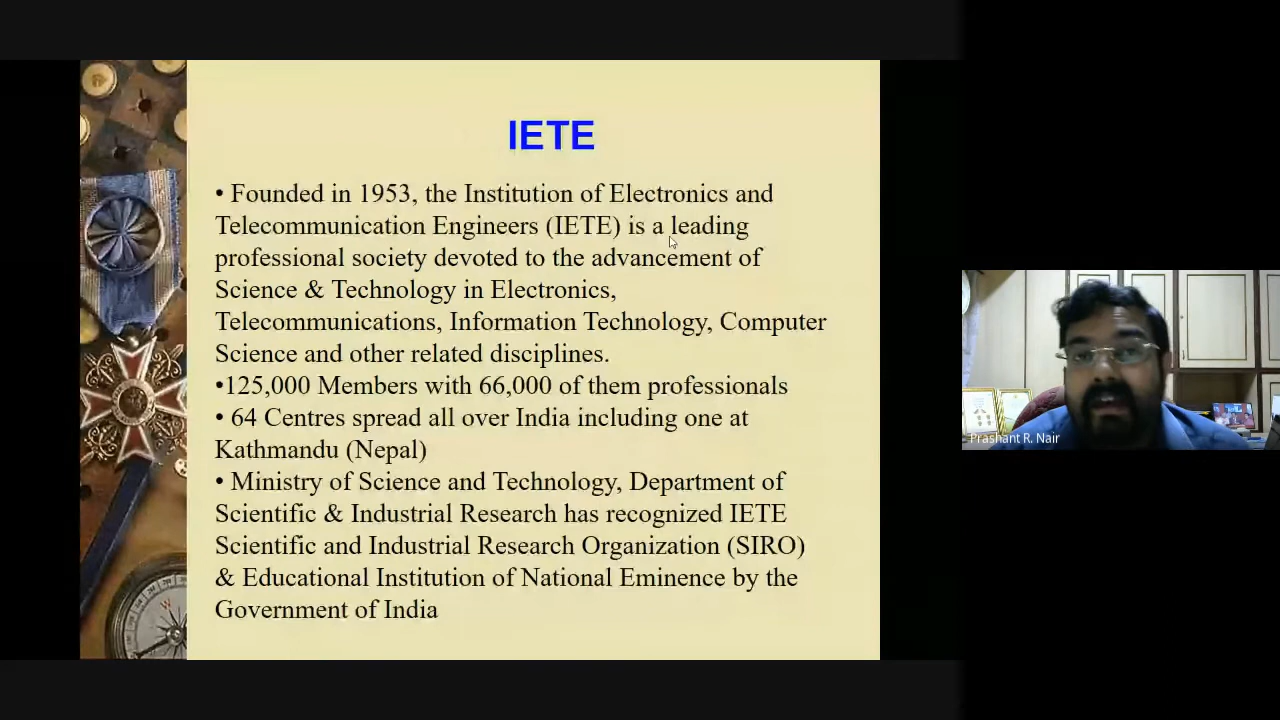 IETE
• Founded in 1953, the Institution of Electronics and
Telecommunication Engineers (IETE) is a leading
professional society devoted to the advancement of
Science & Technology in Electronics,
Telecommunications, Information Technology, Computer
Science and other related disciplines.
•125,000 Members with 66,000 of them professionals
• 64 Centres spread all over India including one at
Kathmandu (Nepal)
• Ministry of Science and Technology, Department of
Scientific & Industrial Research has recognized IETE
Scientific and Industrial Research Organization (SIRO)
& Educational Institution of National Eminence by the
Government of India
Prashant R. Nair